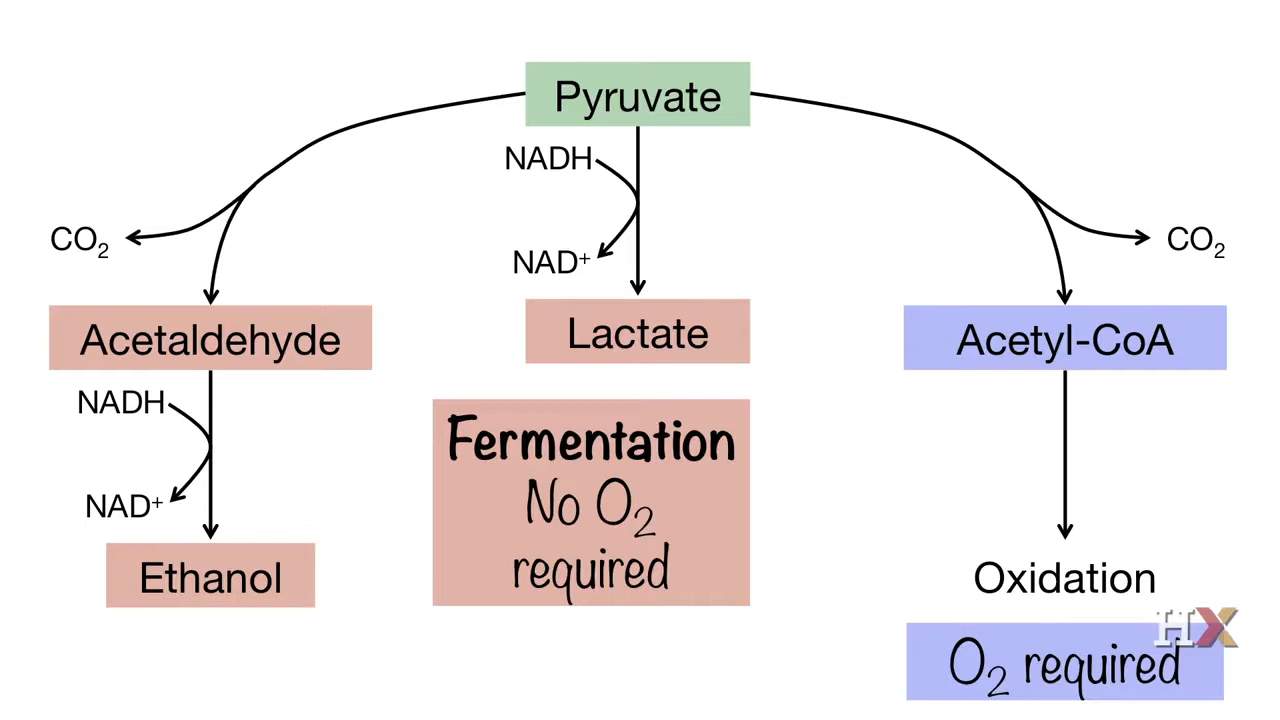 Pyruvate
NADH
NAD⁺
CO₂
CO₂
Acetaldehyde
Lactate
Acetyl-CoA
NADH
NAD⁺
Fermentation
No O₂
required
Ethanol
Oxidation
O₂ required
HX